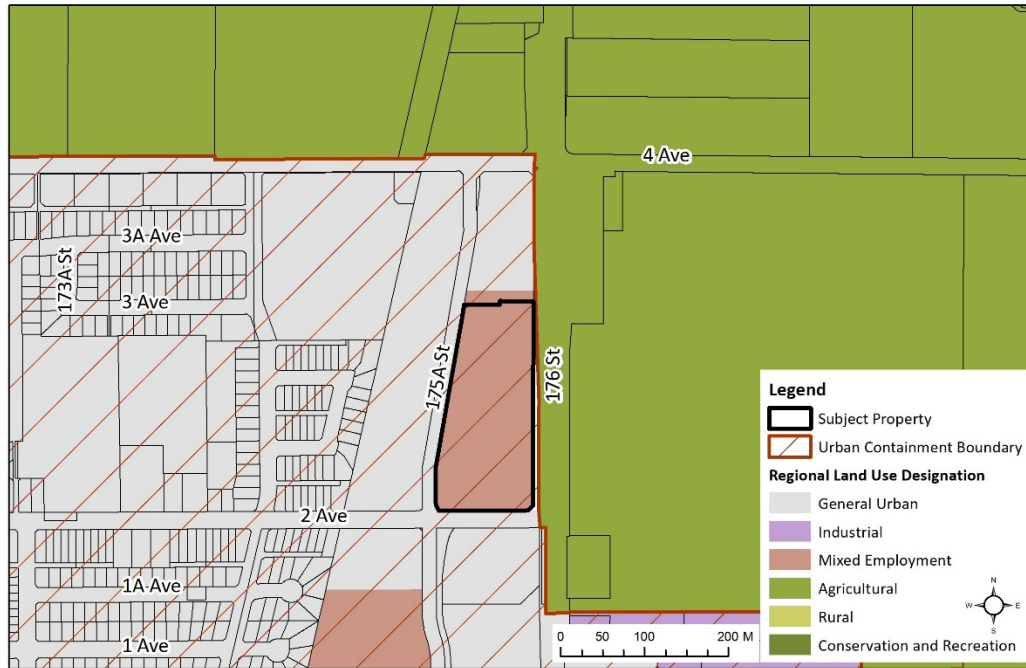 4 Ave
3A Ave
173A St
3 Ave
175A St
176 St
2 Ave
1A Ave
1 Ave
Legend
Subject Property
Urban Containment Boundary
Regional Land Use Designation
General Urban
Industrial
Mixed Employment
Agricultural
Rural
Conservation and Recreation
N
W E
S
0 50 100 200 M